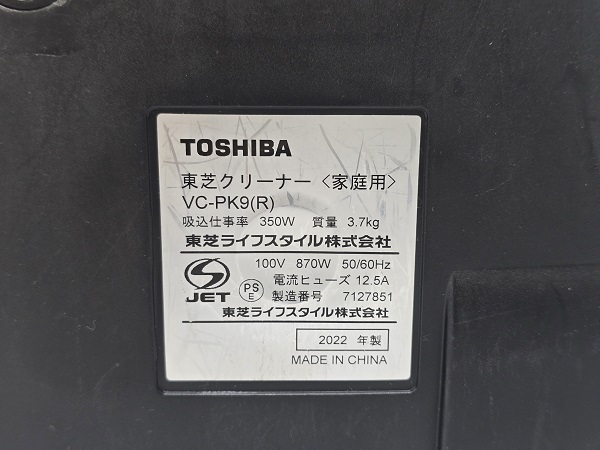 TOSHIBA
東芝クリーナー〈家庭用〉
VC-PK9(R)
吸込仕事率 350W 質量 3.7kg
東芝ライフスタイル株式会社
100V 870W 50/60Hz
電流ヒューズ 12.5A
JET
PS
E
製造番号 7127851
東芝ライフスタイル株式会社
2022 年製
MADE IN CHINA